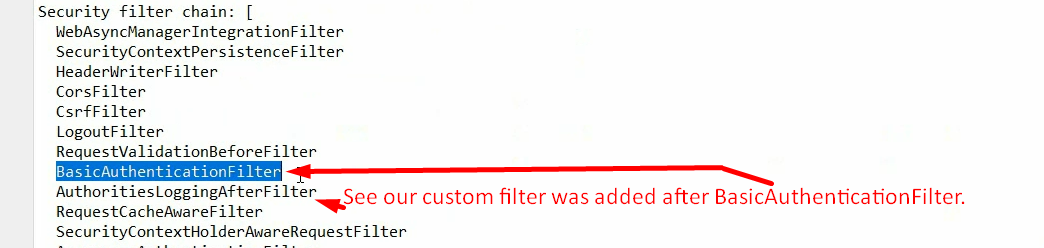 Security filter chain: [
WebAsyncManagerIntegrationFilter
SecurityContextPersistenceFilter
HeaderWriterFilter
CorsFilter
CsrfFilter
LogoutFilter
RequestValidationBeforeFilter
BasicAuthenticationFilter
AuthoritiesLoggingAfterFilter
See our custom filter was added after BasicAuthenticationFilter.
RequestCacheAwareFilter
SecurityContextHolderAwareRequestFilter